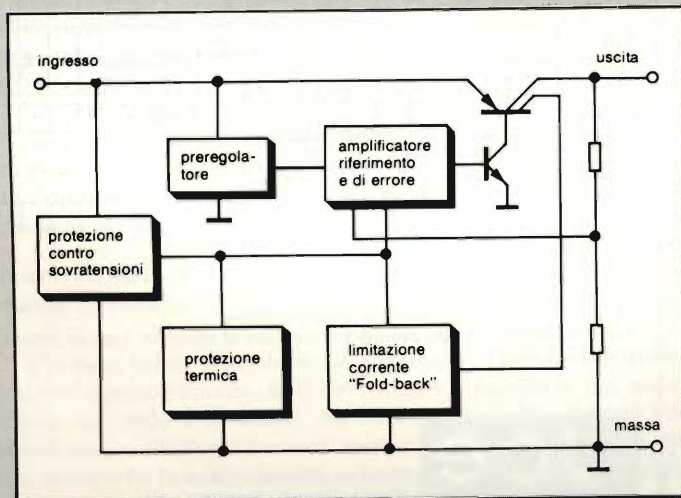 ingresso
uscita
preregola-
tore
amplificatore
riferimento
e di errore
protezione
contro
sovratensioni
protezione
termica
limitazione
corrente
"Fold-back"
massa